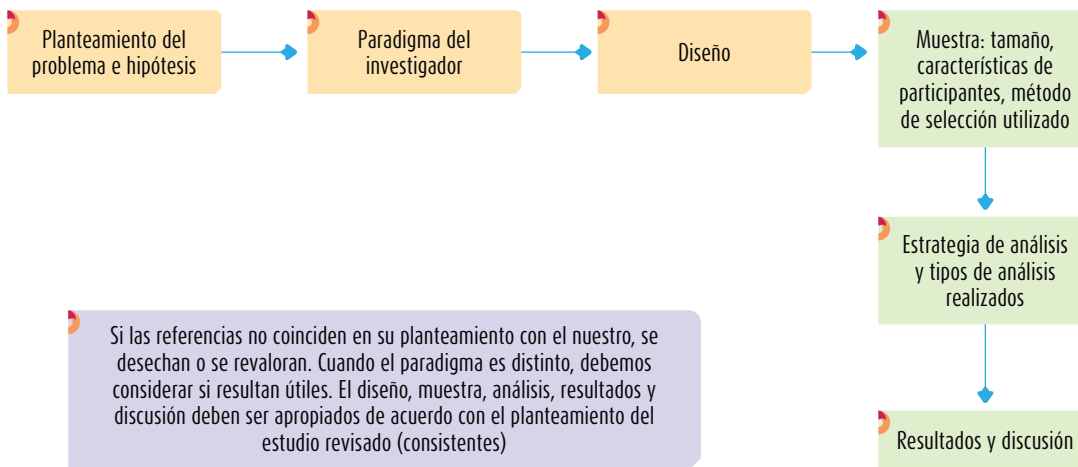 Planteamiento del
problema e hipótesis
Paradigma del
investigador
Diseño
Muestra: tamaño,
características de
participantes, método
de selección utilizado
Estrategia de análisis
y tipos de análisis
realizados
Si las referencias no coinciden en su planteamiento con el nuestro, se
desechan o se revaloran. Cuando el paradigma es distinto, debemos
considerar si resultan útiles. El diseño, muestra, análisis, resultados y
discusión deben ser apropiados de acuerdo con el planteamiento del
estudio revisado (consistentes)
Resultados y discusión